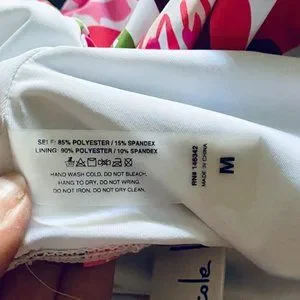 SELF: 85% POLYESTER / 15% SPANDEX
LINING: 90% POLYESTER / 10% SPANDEX
HAND WASH COLD. DO NOT BLEACH.
HANG TO DRY. DO NOT WRING.
DO NOT IRON. DO NOT DRY CLEAN.
RN# 146342
MADE IN CHINA
M
cole